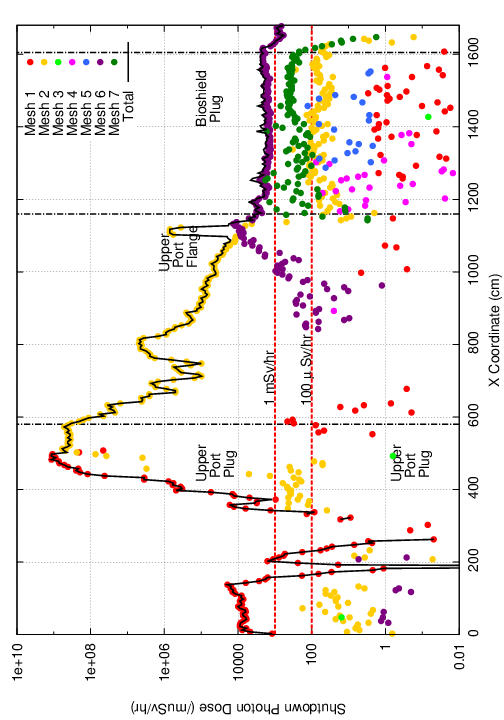 Shutdown Photon Dose (/muSv/hr)
1e+10
1e+08
1e+06
10000
100
1
0.01
0
200
400
600
800
1000
1200
1400
1600
X Coordinate (cm)
Mesh 1
Mesh 2
Mesh 3
Mesh 4
Mesh 5
Mesh 6
Mesh 7
Total
Bioshield
Plug
Upper
Port
Flange
Upper
Port
Plug
Upper
Port
Plug
1 mSv/hr
100 μ Sv/hr